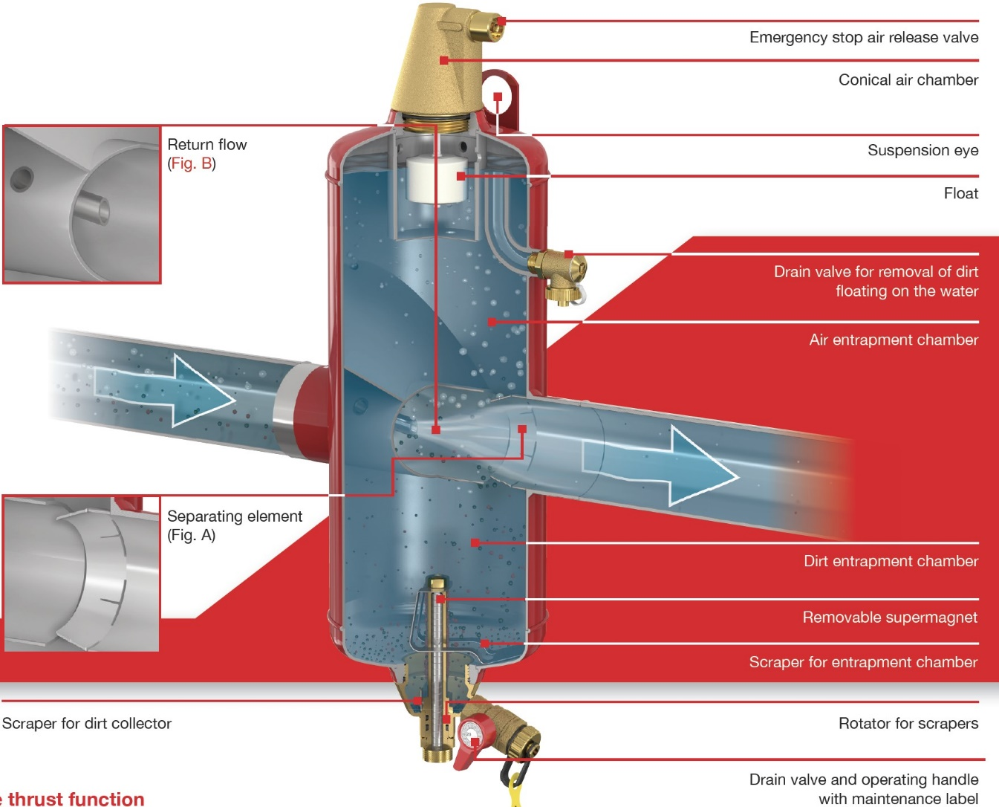 Emergency stop air release valve
Conical air chamber
Return flow
(Fig. B)
Suspension eye
Float
Drain valve for removal of dirt
floating on the water
Air entrapment chamber
Separating element
(Fig. A)
Dirt entrapment chamber
Removable supermagnet
Scraper for entrapment chamber
Scraper for dirt collector
Rotator for scrapers
Drain valve and operating handle
with maintenance label
e thrust function